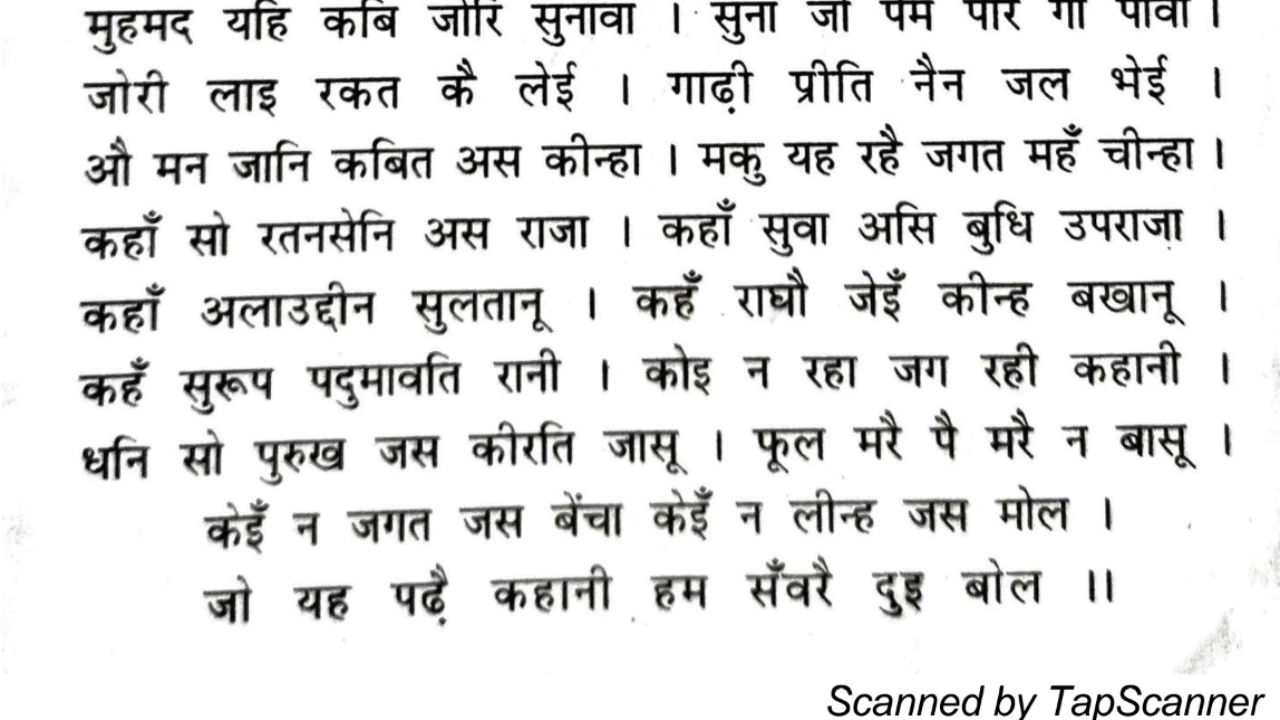 मुहमद यहि कबि जोरि सुनावा । सुना जो पेम पीर गा पावा ।
जोरी लाइ रकत कै लेई । गाढ़ी प्रीति नैन जल भेई ।
औ मन जानि कबित अस कीन्हा । मकु यह रहै जगत महँ चीन्हा ।
कहाँ सो रतनसेनि अस राजा । कहाँ सुवा असि बुधि उपराजा ।
कहाँ अलाउद्दीन सुलतानू । कहँ राघौ जेइँ कीन्ह बखानू ।
कहँ सुरूप पदुमावति रानी । कोइ न रहा जग रही कहानी ।
धनि सो पुरुख जस कीरति जासू । फूल मरै पै मरै न बासू ।
केइँ न जगत जस बेंचा केइँ न लीन्ह जस मोल ।
जो यह पढ़ै कहानी हम सँवरै दुइ बोल ।।
Scanned by TapScanner